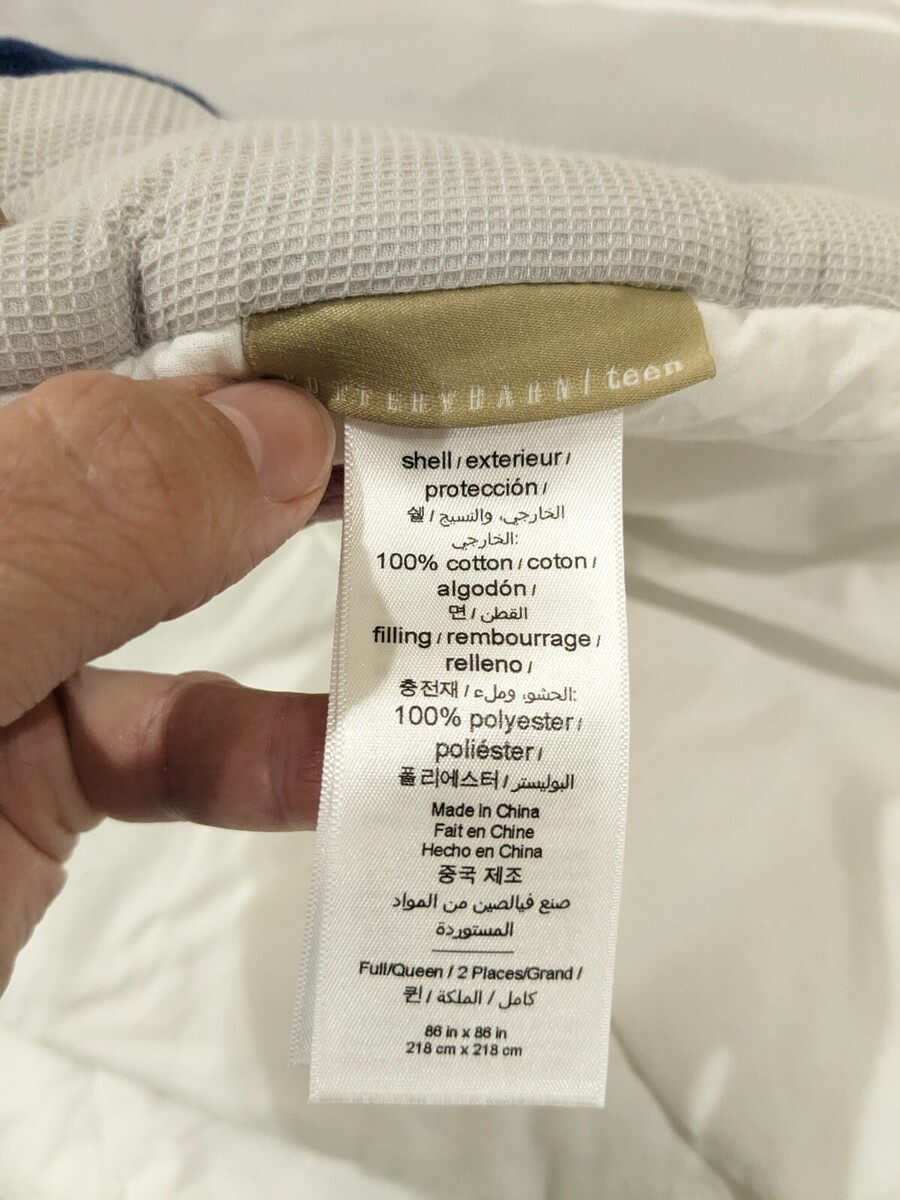 POTTERYBARN/teen
shell / exterieur /
protección /
쉘 / الخارجي، والنسيج
الخارجي:
100% cotton / coton /
algodón /
면 / القطن
filling / rembourrage /
relleno /
충전재 / الحشو، وملء:
100% polyester /
poliéster /
폴리에스터 / البوليستر
Made in China
Fait en Chine
Hecho en China
중국 제조
صنع فيالصين من المواد
المستوردة
Full/Queen / 2 Places/Grand /
퀸 / كامل / الملكة
86 in x 86 in
218 cm x 218 cm